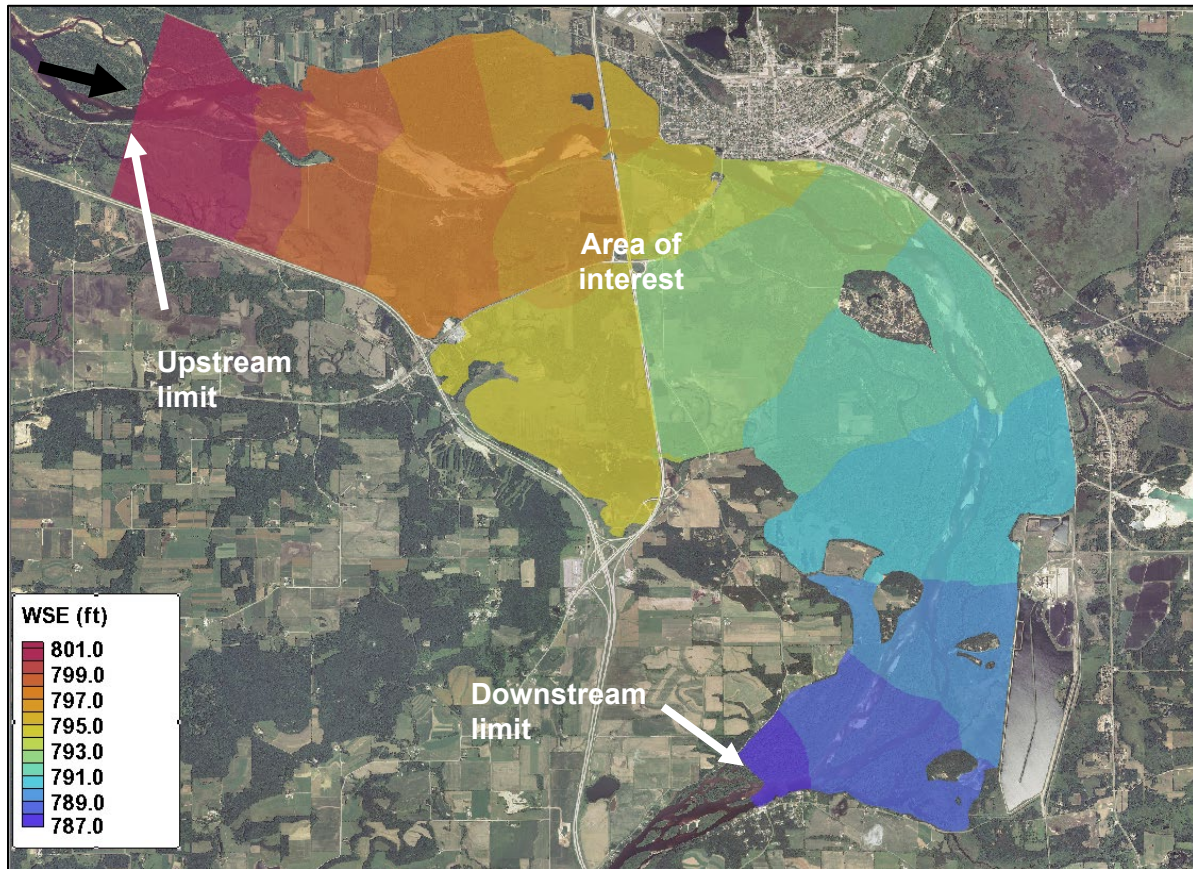 Area of
interest
Upstream
limit
Downstream
limit
WSE (ft)
801.0
799.0
797.0
795.0
793.0
791.0
789.0
787.0